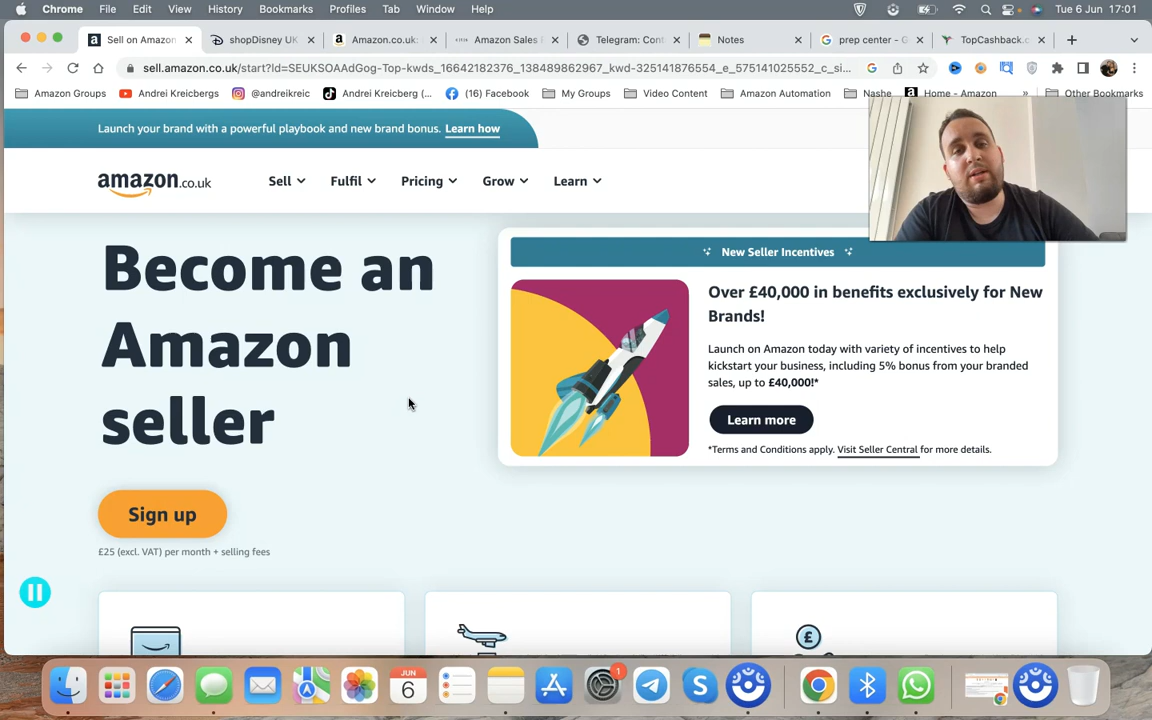 Chrome File Edit View History Bookmarks Profiles Tab Window Help Tue 6 Jun 17:01
Sell on Amazon shopDisney UK Amazon.co.uk: Amazon Sales E Telegram: Cont Notes prep center - G TopCashback.c
sell.amazon.co.uk/start?ld=SEUKSOAAdGog-Top-kwds_16642182376_138489862967_kwd-325141876554_e_575141025552_c_si...
Amazon Groups Andrei Kreicbergs @andreikreic Andrei Kreicberg (... (16) Facebook My Groups Video Content Amazon Automation Nashe Home - Amazon » Other Bookmarks
Launch your brand with a powerful playbook and new brand bonus. Learn how
amazon.co.uk Sell Fulfil Pricing Grow Learn
Become an
Amazon
seller
Sign up
£25 (excl. VAT) per month + selling fees
New Seller Incentives
Over £40,000 in benefits exclusively for New
Brands!
Launch on Amazon today with variety of incentives to help
kickstart your business, including 5% bonus from your branded
sales, up to £40,000!*
Learn more
*Terms and Conditions apply. Visit Seller Central for more details.
JUN
6
1